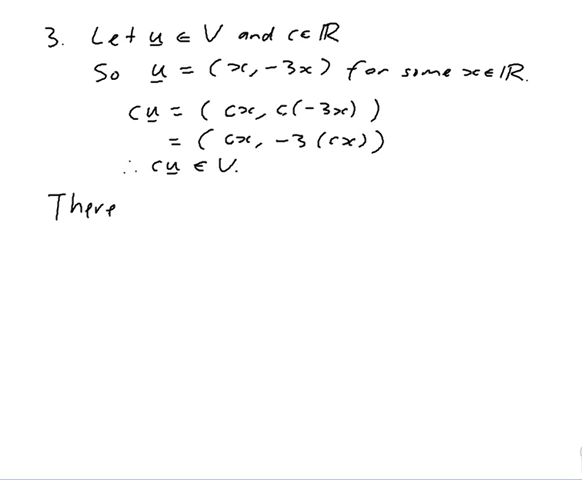 3. Let u ∈ V and c ∈ ℝ
So u = (x, -3x) for some x ∈ ℝ.
cu = (cx, c(-3x))
= (cx, -3(cx))
∴ cu ∈ V.
There